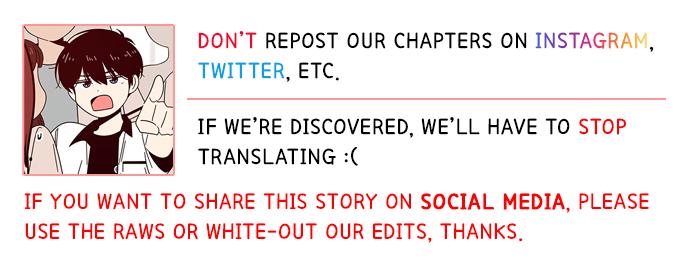 DON'T REPOST OUR CHAPTERS ON INSTAGRAM,
TWITTER, ETC.
IF WE'RE DISCOVERED, WE'LL HAVE TO STOP
TRANSLATING :(
IF YOU WANT TO SHARE THIS STORY ON SOCIAL MEDIA, PLEASE
USE THE RAWS OR WHITE-OUT OUR EDITS, THANKS.